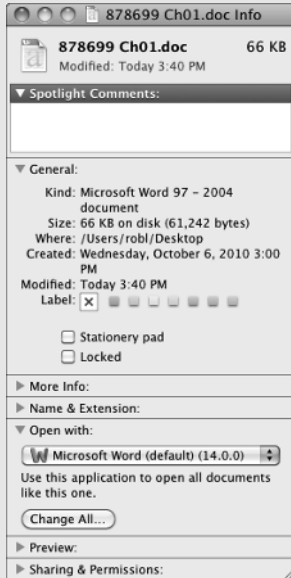 878699 Ch01.doc Info
878699 Ch01.doc 66 KB
Modified: Today 3:40 PM
Spotlight Comments:
General:
Kind: Microsoft Word 97 – 2004
document
Size: 66 KB on disk (61,242 bytes)
Where: /Users/robl/Desktop
Created: Wednesday, October 6, 2010 3:00
PM
Modified: Today 3:40 PM
Label:
Stationery pad
Locked
More Info:
Name & Extension:
Open with:
Microsoft Word (default) (14.0.0)
Use this application to open all documents
like this one.
Change All...
Preview:
Sharing & Permissions: